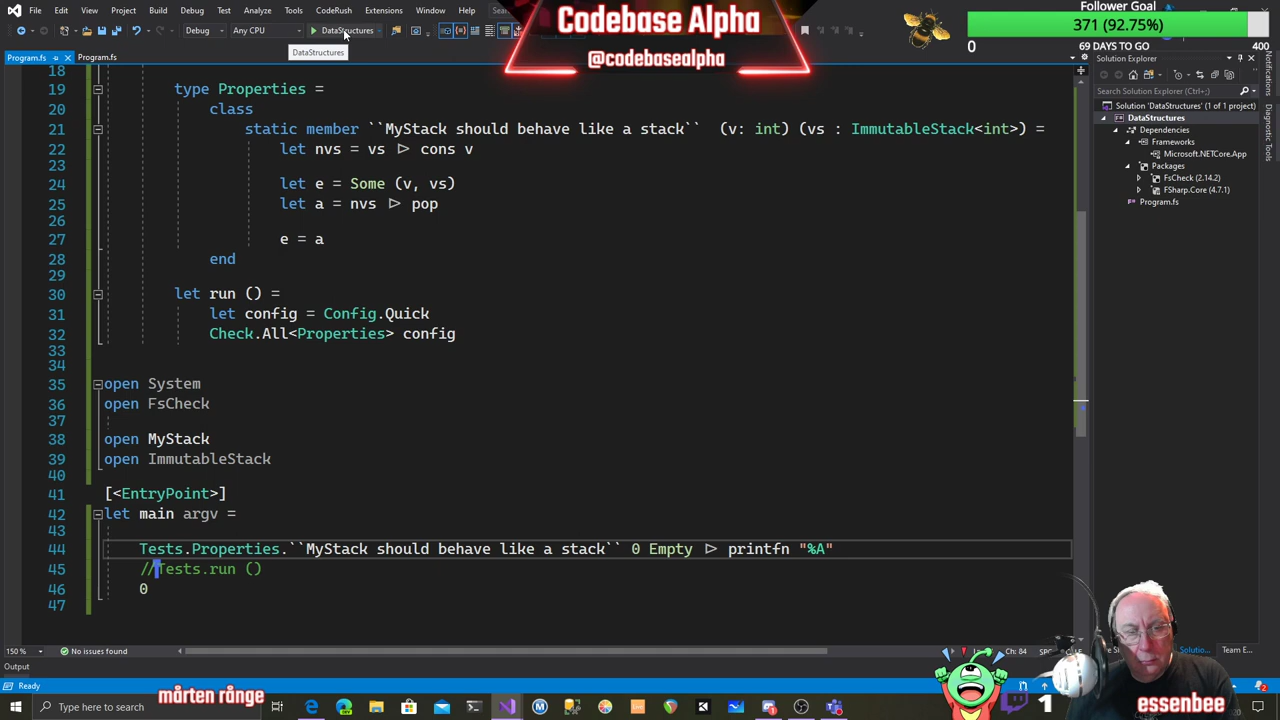 File Edit View Project Build Debug Test Analyze Tools CodeRush Extensions Window Help
Debug Any CPU DataStructures
DataStructures
Codebase Alpha
@codebasealpha
Follower Goal
371 (92.75%)
0 69 DAYS TO GO 400
Program.fs Program.fs
Solution Explorer
Search Solution Explorer (Ctrl+;)
Solution 'DataStructures' (1 of 1 project)
DataStructures
Dependencies
Frameworks
Microsoft.NETCore.App
Packages
FsCheck (2.14.2)
FSharp.Core (4.7.1)
Program.fs
Notifications
Diagnostic Tools
18
19 type Properties =
20 class
21 static member ``MyStack should behave like a stack`` (v: int) (vs : ImmutableStack<int>) =
22 let nvs = vs ▷ cons v
23
24 let e = Some (v, vs)
25 let a = nvs ▷ pop
26
27 e = a
28 end
29
30 let run () =
31 let config = Config.Quick
32 Check.All<Properties> config
33
34
35 open System
36 open FsCheck
37
38 open MyStack
39 open ImmutableStack
40
41 [<EntryPoint>]
42 let main argv =
43
44 Tests.Properties.``MyStack should behave like a stack`` 0 Empty ▷ printfn "%A"
45 //Tests.run ()
46 0
47
150 % No issues found
Ch: 84
Solutio... Team E...
Output
Ready
mårten rånge
1
essenbee
Type here to search